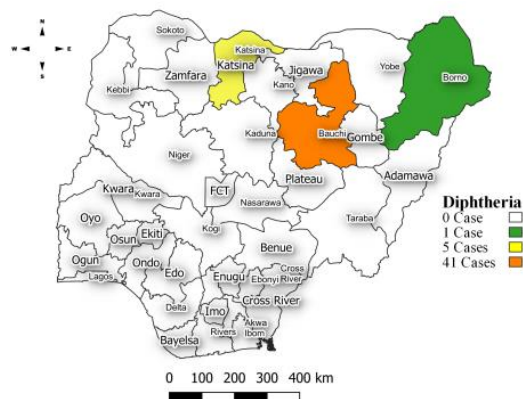 N
W E
S
Sokoto
Katsina
Katsina
Zamfara
Jigawa
Yobe
Borno
Kebbi
Kano
Kaduna
Bauchi
Gombe
Niger
Plateau
Adamawa
Kwara
Kwara
FCT
Nasarawa
Diphtheria
0 Case
1 Case
5 Cases
41 Cases
Oyo
Taraba
Ekiti
Kogi
Osun
Benue
Ogun
Ondo
Lagos
Edo
Enugu
Ebonyi
Cross
River
Cross River
Delta
Imo
Rivers
Akwa
Ibom
Bayelsa
0 100 200 300 400 km